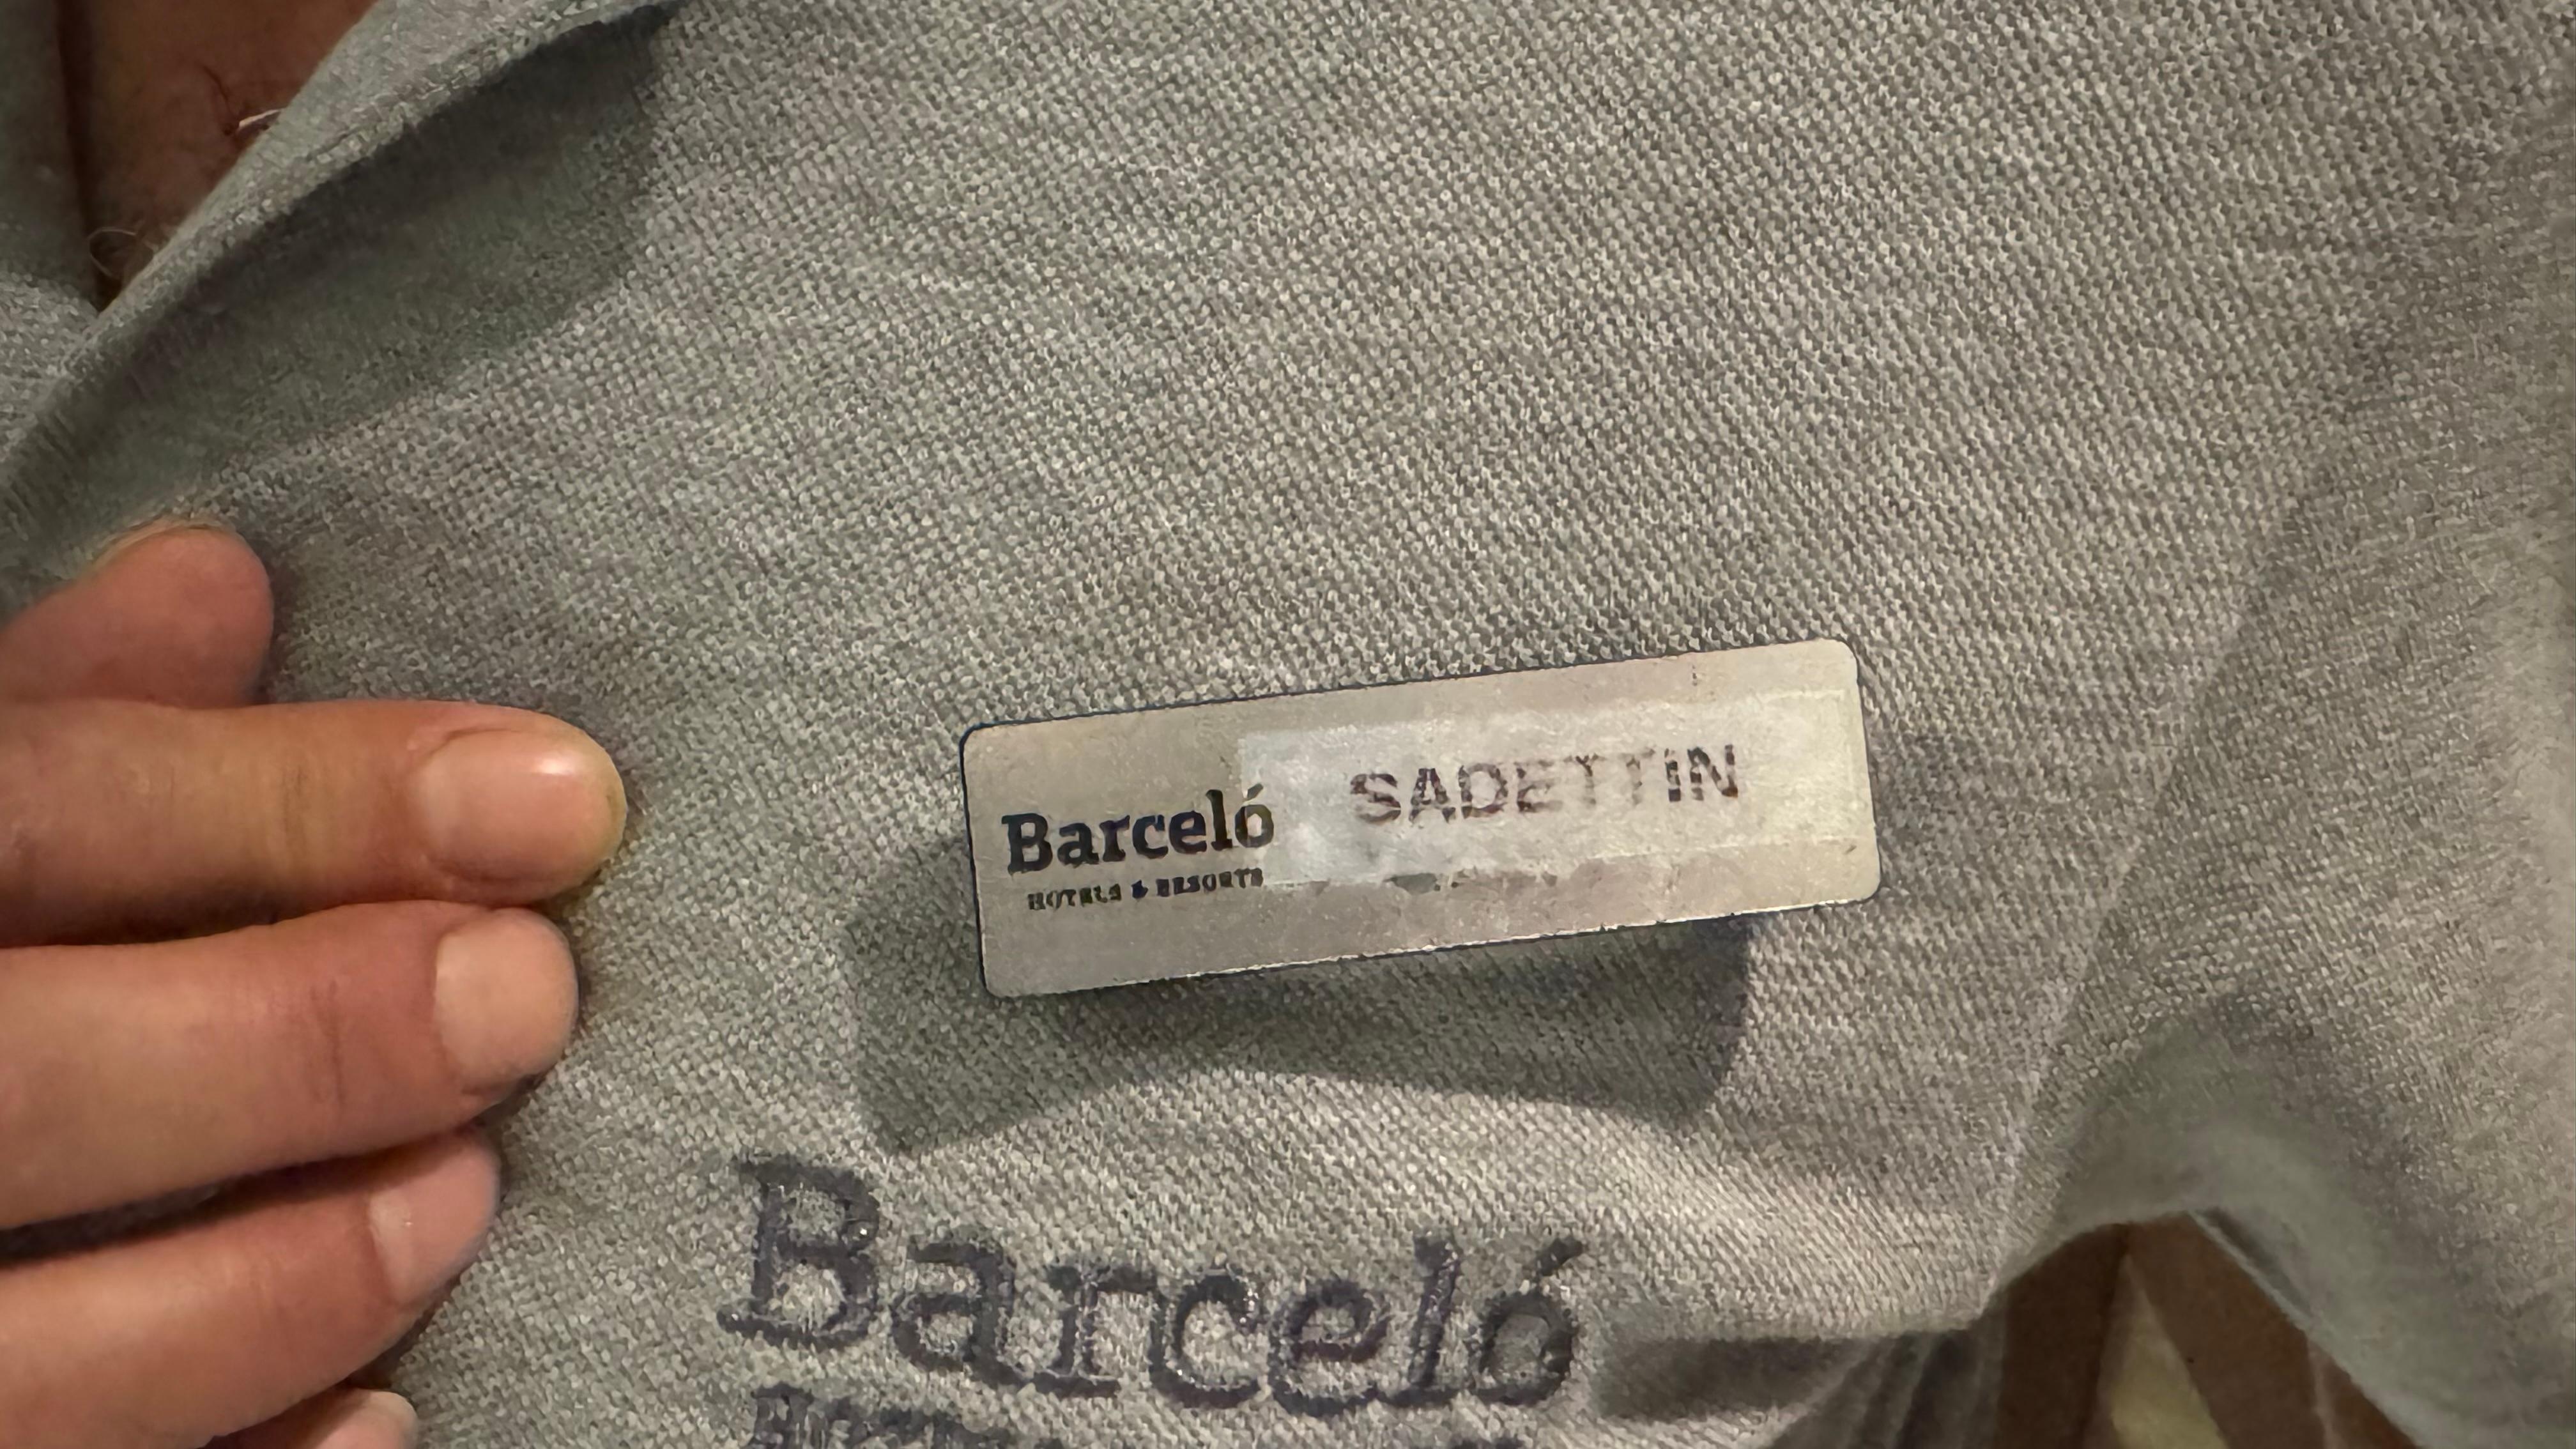 SADETTIN
Barceló
HOTELS & RESORTS
Barceló